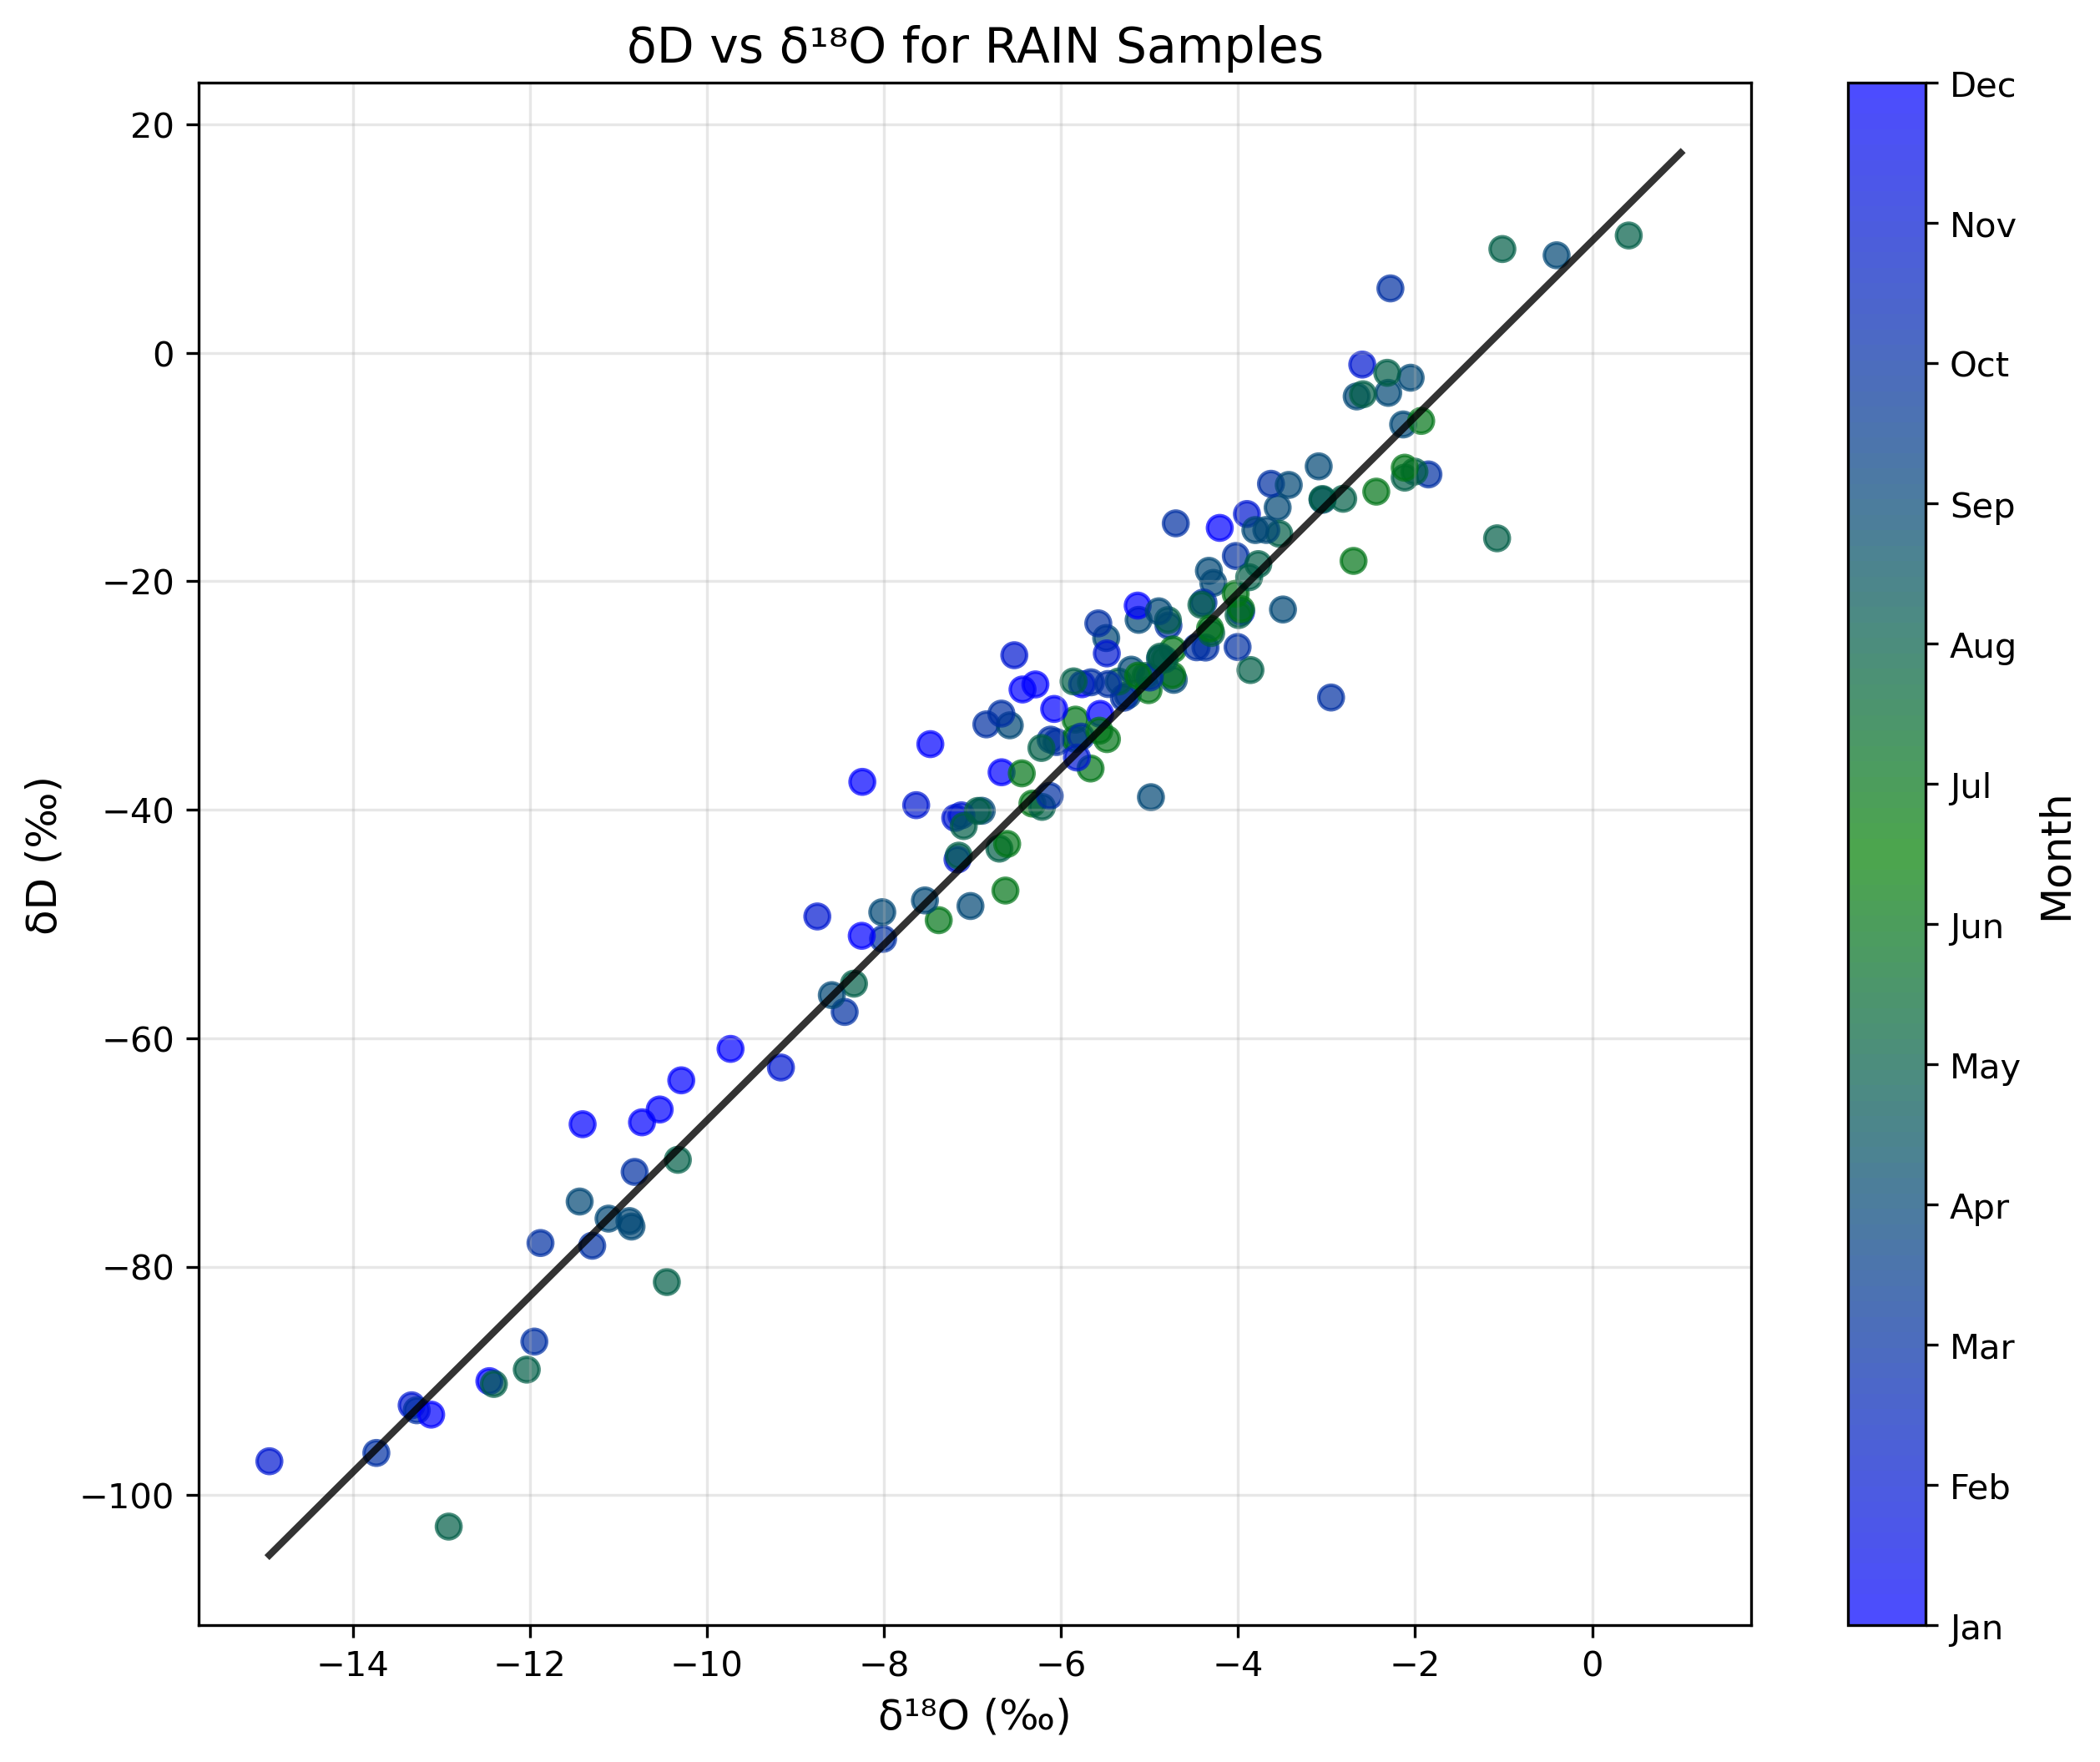 δD vs δ¹⁸O for RAIN Samples
20
0
−20
−40
−60
−80
−100
δD (‰)
−14
−12
−10
−8
−6
−4
−2
0
δ¹⁸O (‰)
Dec
Nov
Oct
Sep
Aug
Jul
Jun
May
Apr
Mar
Feb
Jan
Month